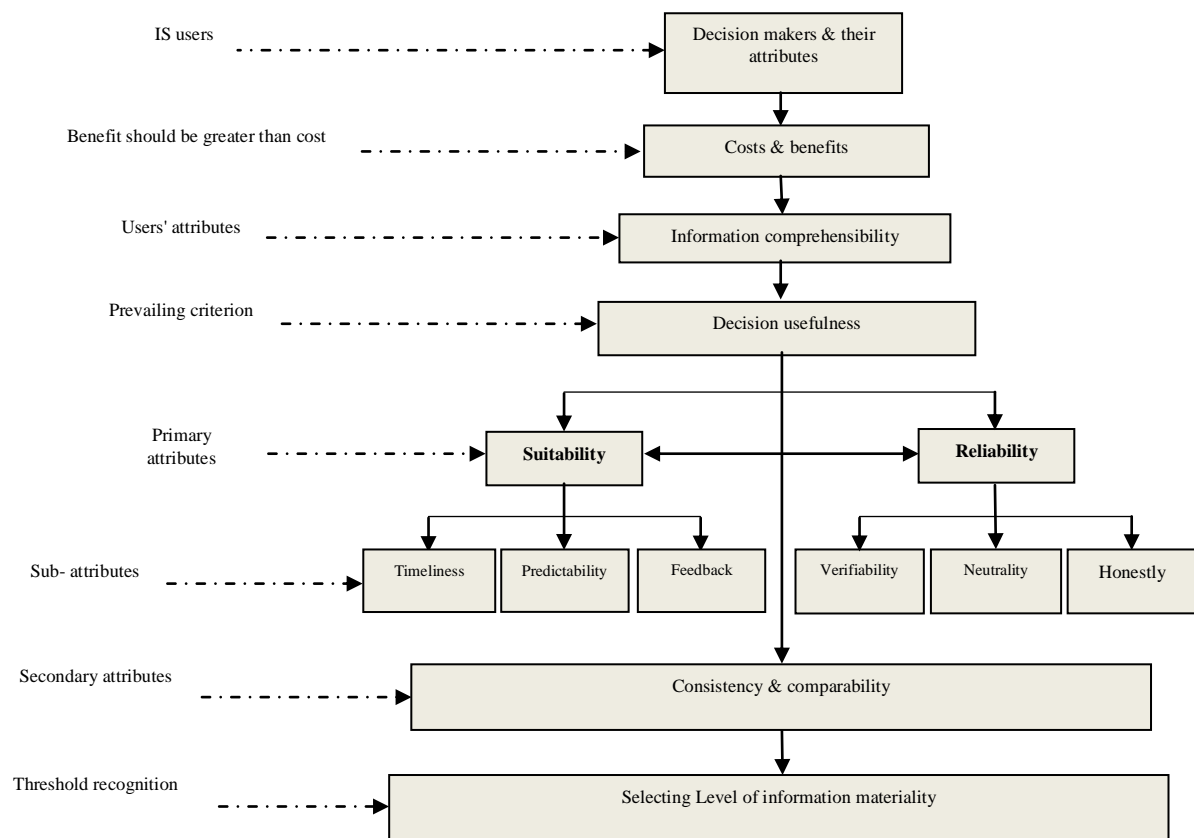 IS users
Decision makers & their
attributes
Benefit should be greater than cost
Costs & benefits
Users' attributes
Information comprehensibility
Prevailing criterion
Decision usefulness
Primary
attributes
Suitability
Reliability
Sub- attributes
Timeliness
Predictability
Feedback
Verifiability
Neutrality
Honestly
Secondary attributes
Consistency & comparability
Threshold recognition
Selecting Level of information materiality